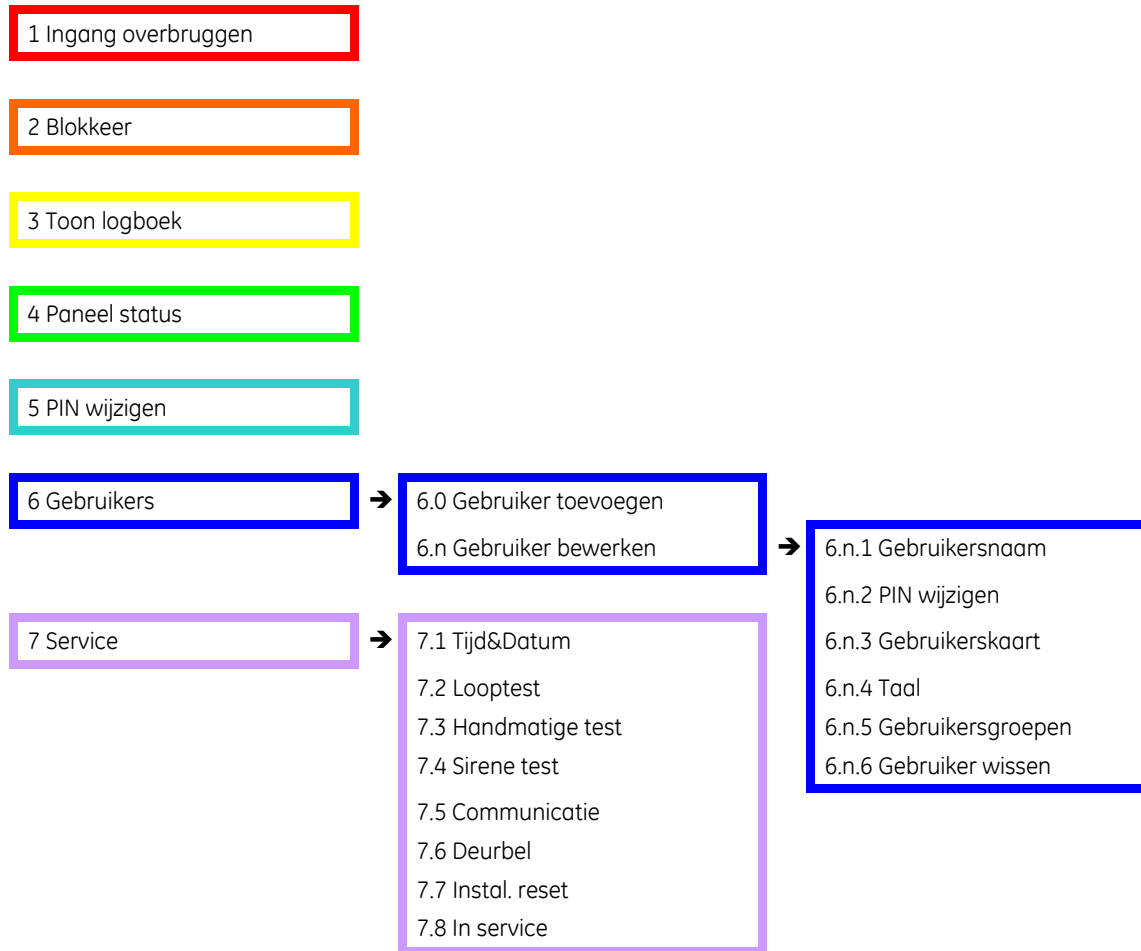 1 Ingang overbruggen
2 Blokkeer
3 Toon logboek
4 Paneel status
5 PIN wijzigen
6 Gebruikers
6.0 Gebruiker toevoegen
6.n Gebruiker bewerken
6.n.1 Gebruikersnaam
6.n.2 PIN wijzigen
6.n.3 Gebruikerskaart
6.n.4 Taal
6.n.5 Gebruikersgroepen
6.n.6 Gebruiker wissen
7 Service
7.1 Tijd&Datum
7.2 Looptest
7.3 Handmatige test
7.4 Sirene test
7.5 Communicatie
7.6 Deurbel
7.7 Instal. reset
7.8 In service